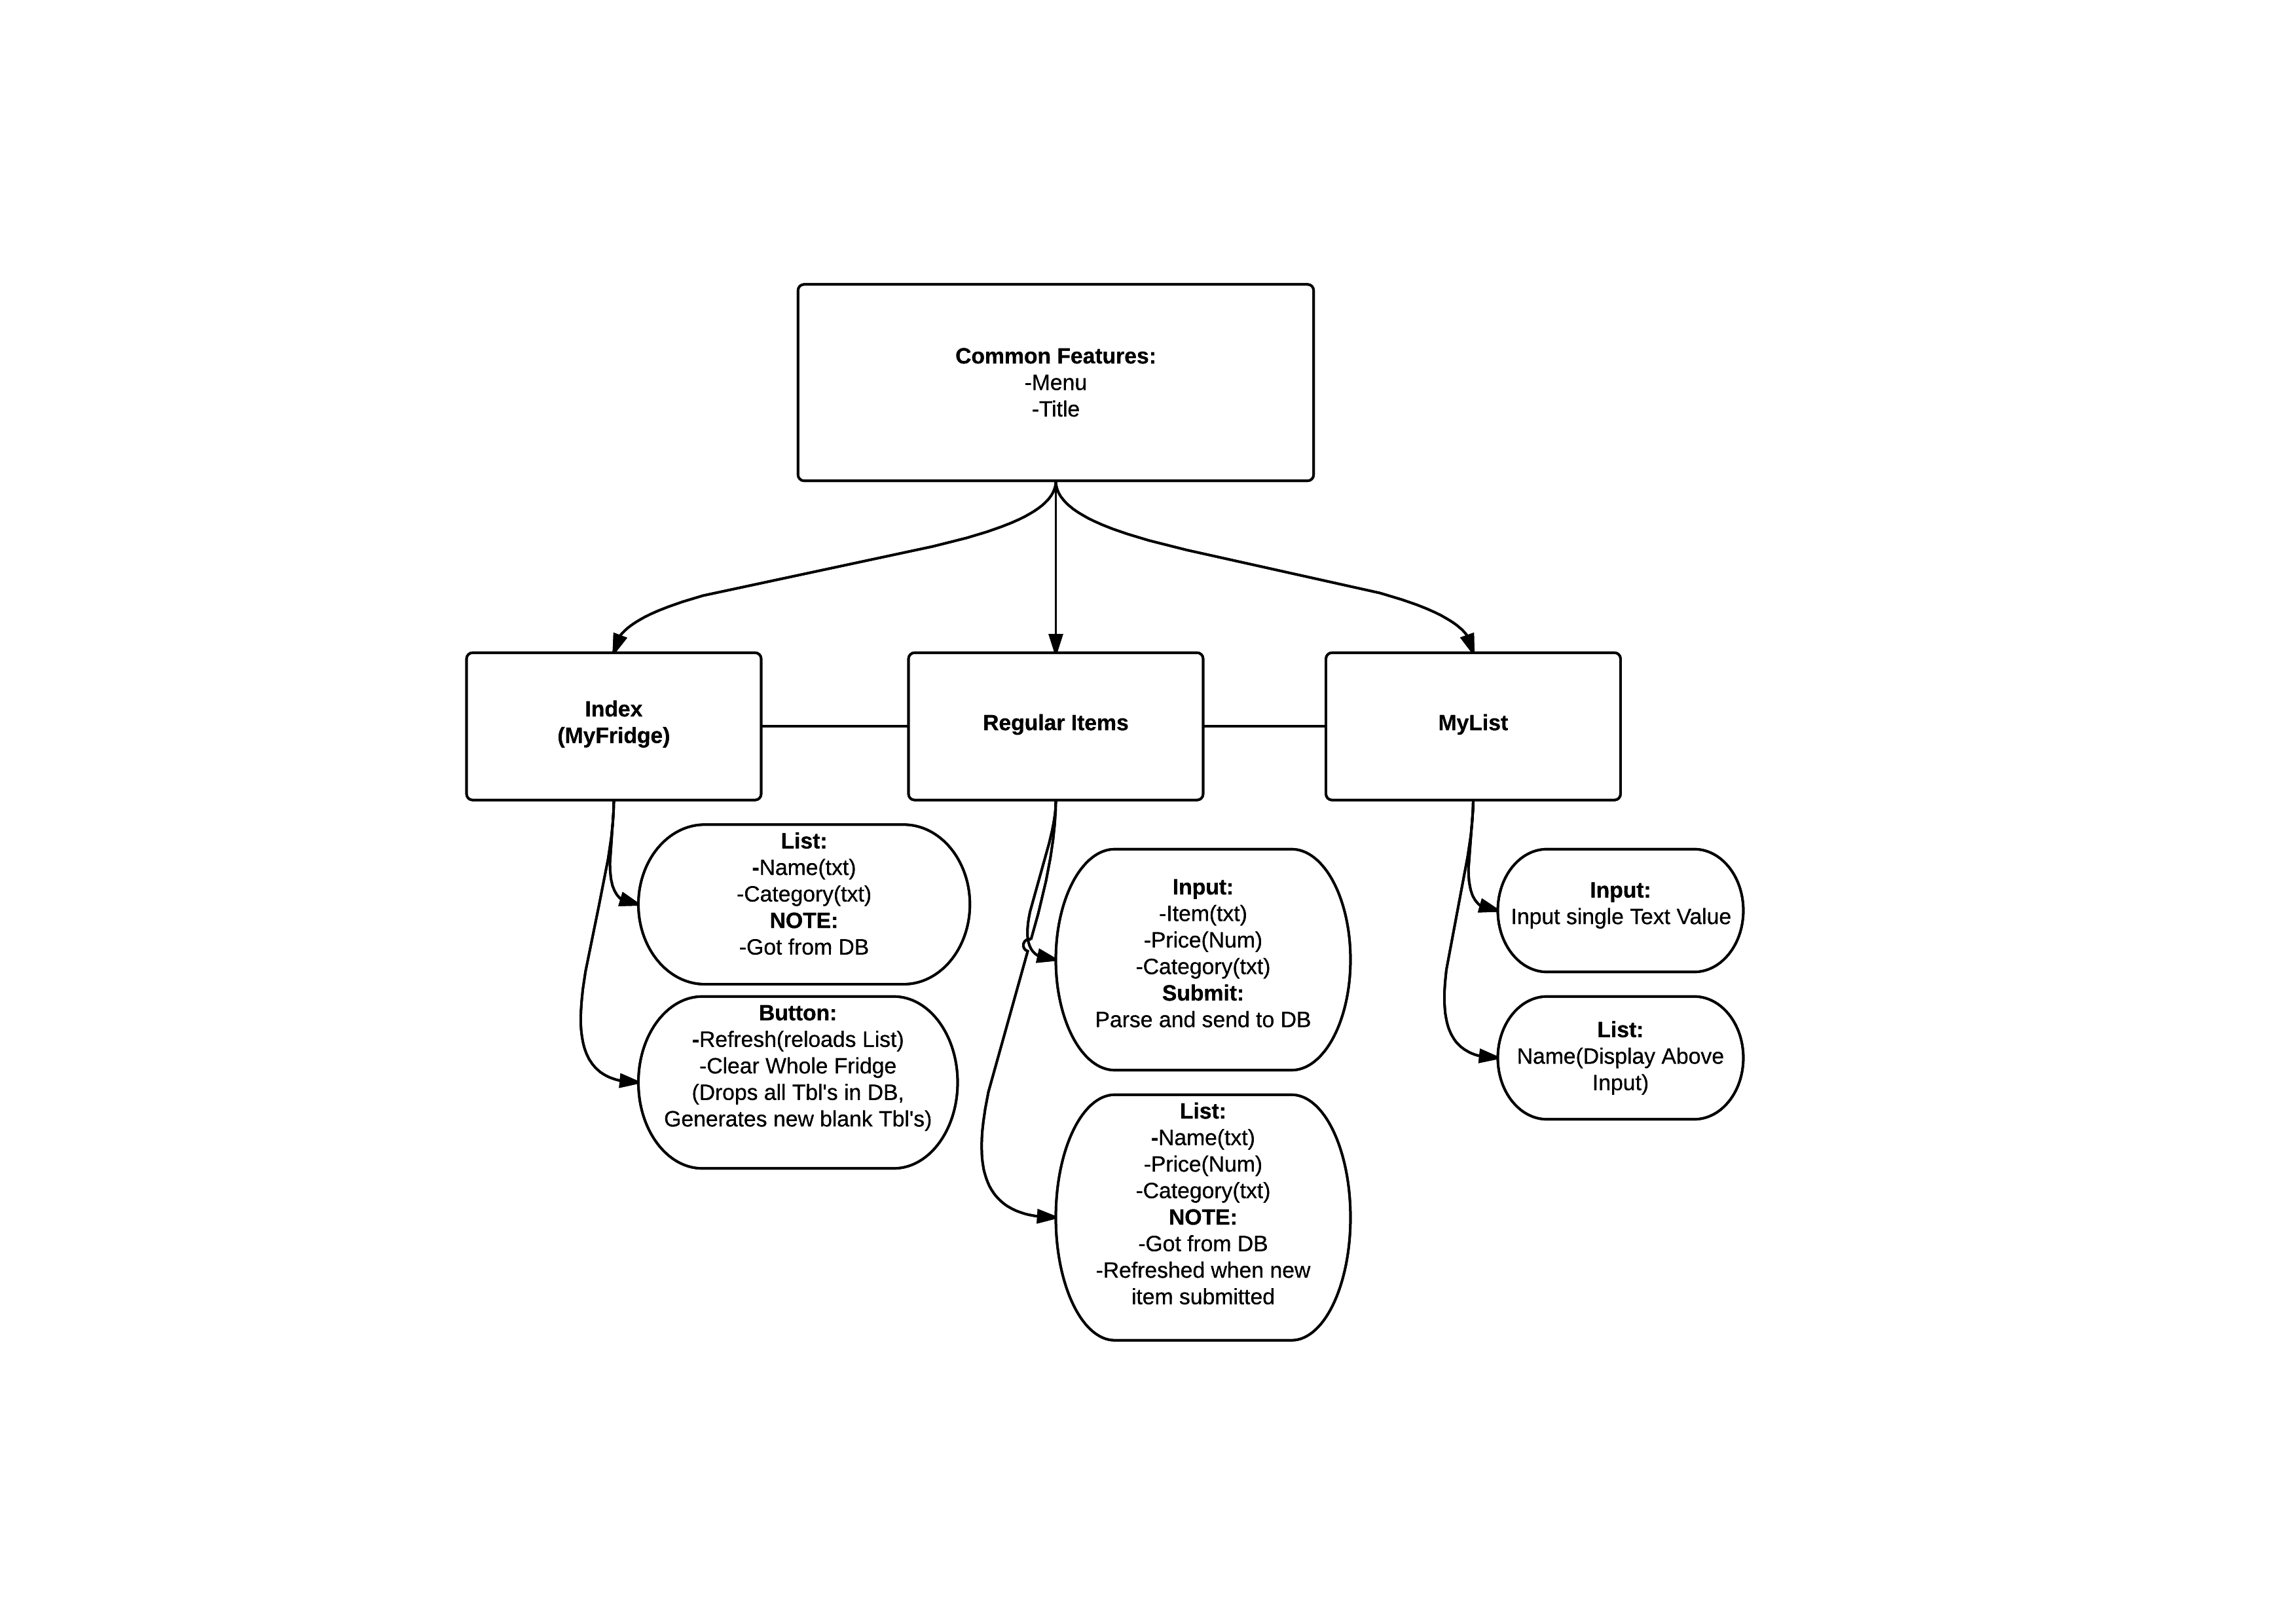 Common Features:
-Menu
-Title
Index
(MyFridge)
Regular Items
MyList
List:
-Name(txt)
-Category(txt)
NOTE:
-Got from DB
Button:
-Refresh(reloads List)
-Clear Whole Fridge
(Drops all Tbl's in DB,
Generates new blank Tbl's)
Input:
-Item(txt)
-Price(Num)
-Category(txt)
Submit:
Parse and send to DB
List:
-Name(txt)
-Price(Num)
-Category(txt)
NOTE:
-Got from DB
-Refreshed when new
item submitted
Input:
Input single Text Value
List:
Name(Display Above
Input)